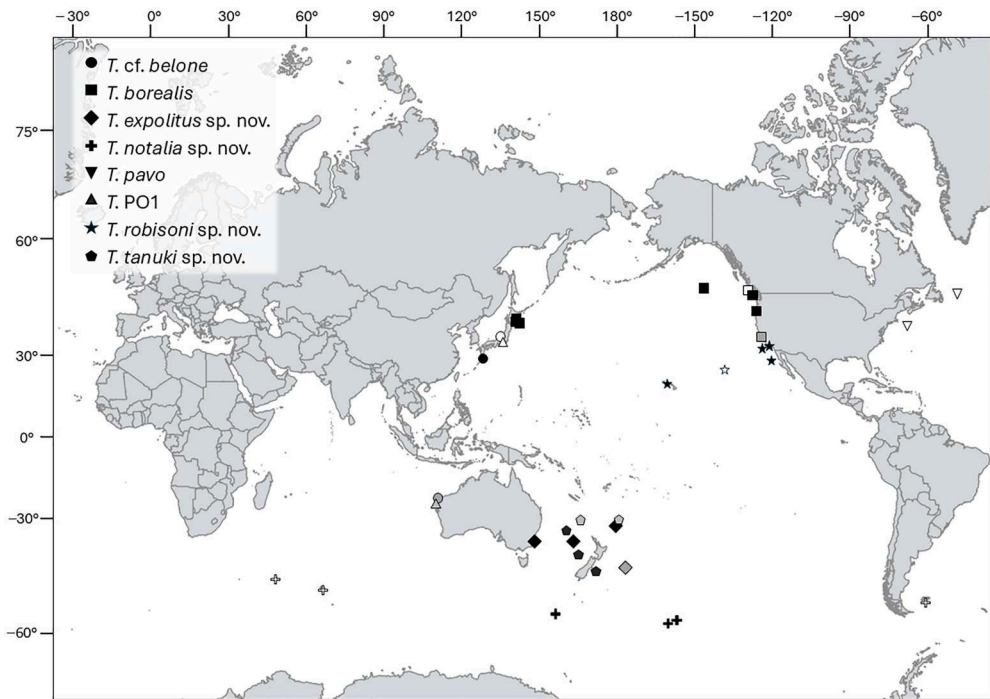 −30° 0° 30° 60° 90° 120° 150° 180° −150° −120° −90° −60°
T. cf. belone
T. borealis
T. expolitus sp. nov.
T. notalia sp. nov.
T. pavo
T. PO1
T. robisoni sp. nov.
T. tanuki sp. nov.
75°
60°
30°
0°
−30°
−60°